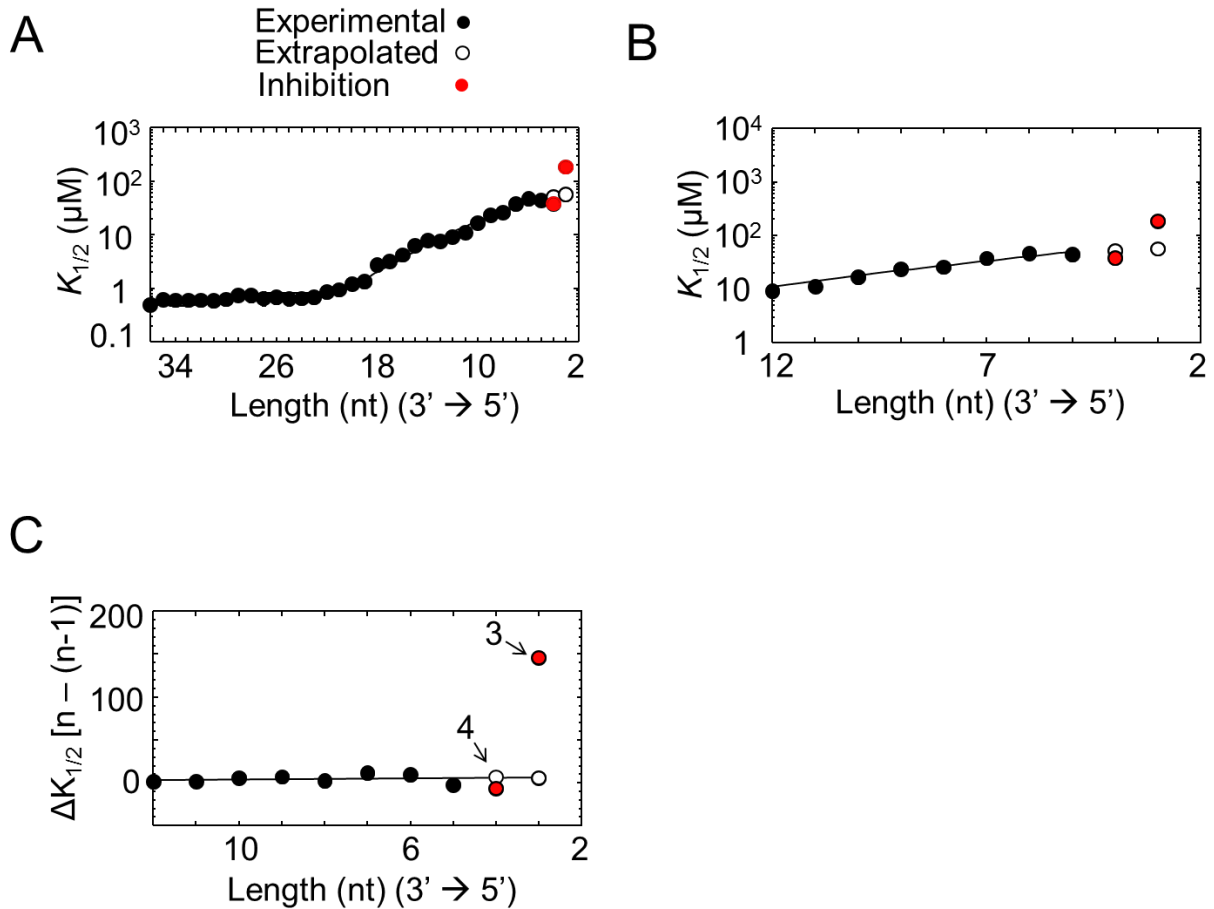 A
Experimental
Extrapolated
Inhibition
10³
10²
10
1
0.1
K1/2 (µM)
34 26 18 10 2
Length (nt) (3’ → 5’)
B
10⁴
10³
10²
10
1
K1/2 (µM)
12 7 2
Length (nt) (3’ → 5’)
C
200
100
0
ΔK1/2 [n – (n-1)]
3
4
10 6 2
Length (nt) (3’ → 5’)